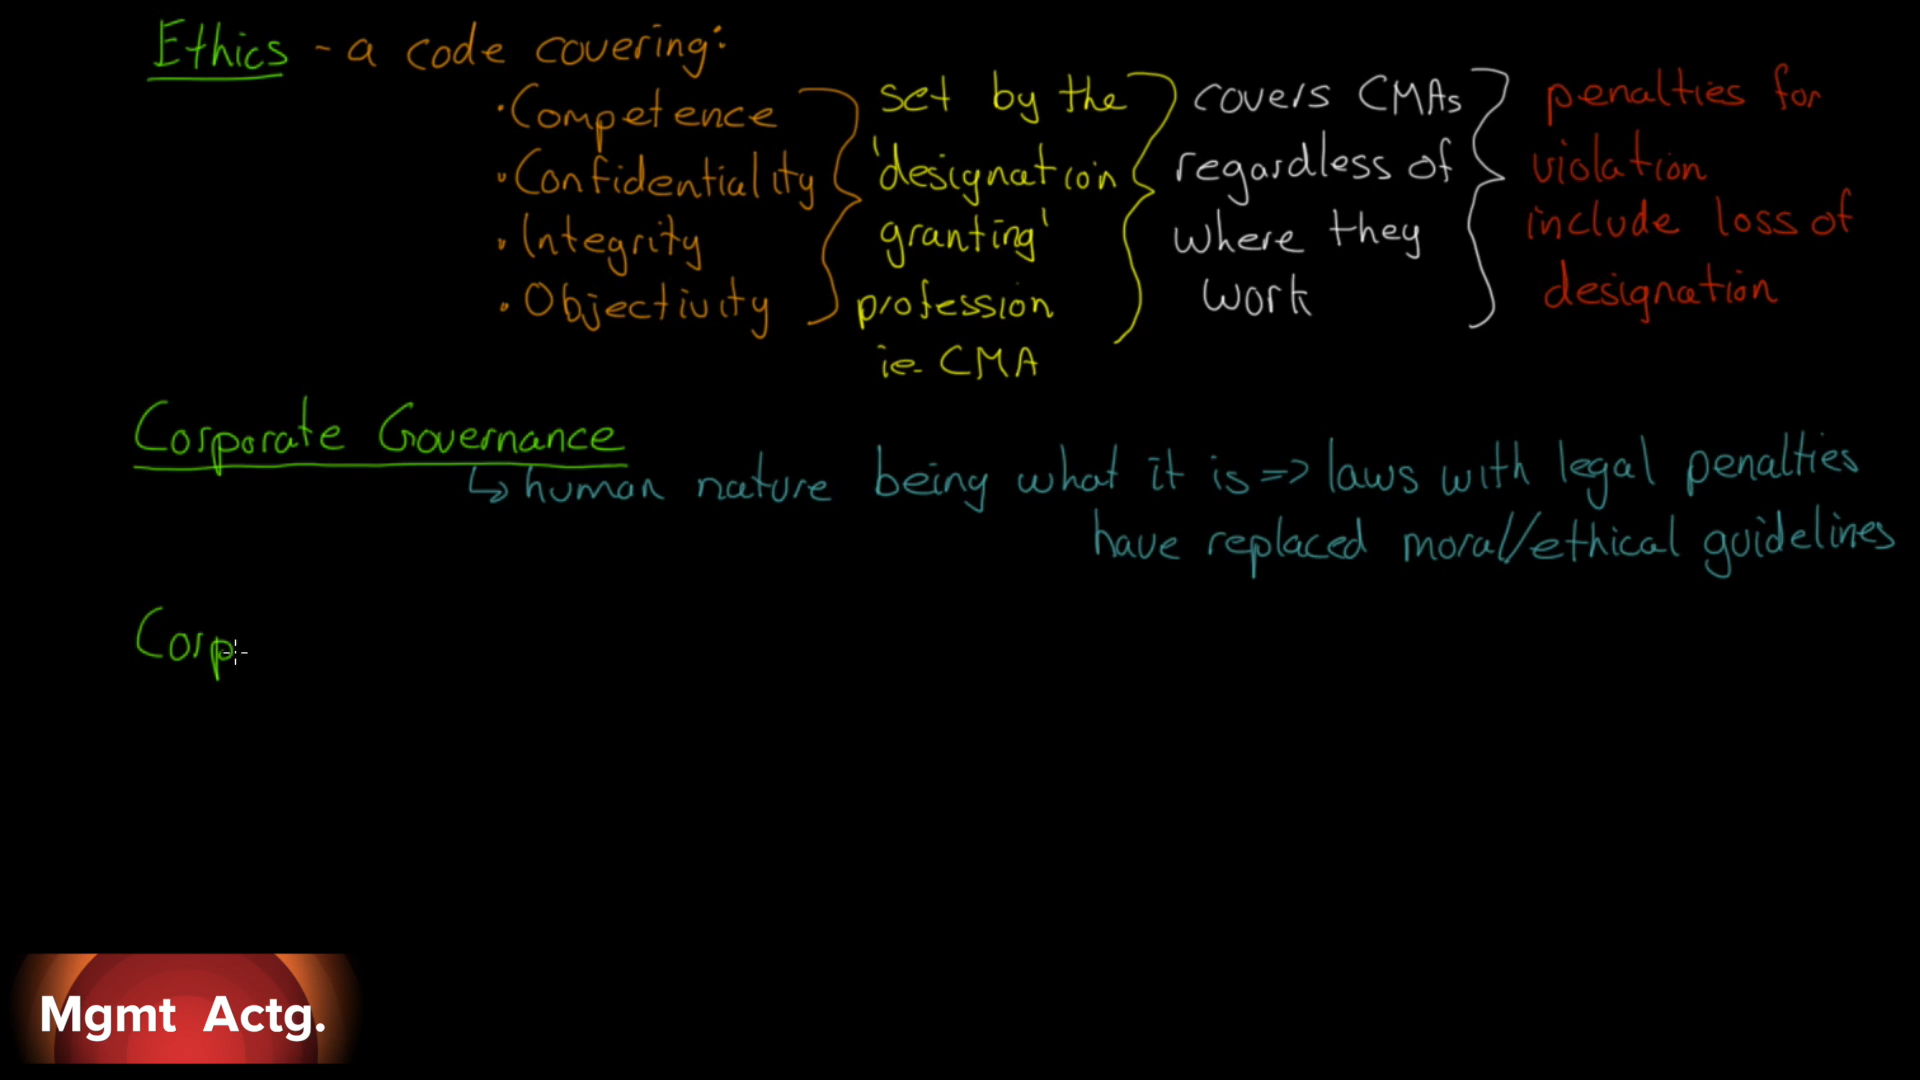 Ethics - a code covering:
• Competence
• Confidentiality
• Integrity
• Objectivity
set by the
'designation
granting'
profession
ie. CMA
covers CMAs
regardless of
where they
work
penalties for
violation
include loss of
designation
Corporate Governance
↳ human nature being what it is => laws with legal penalties
have replaced moral/ethical guidelines
Corp
Mgmt Actg.